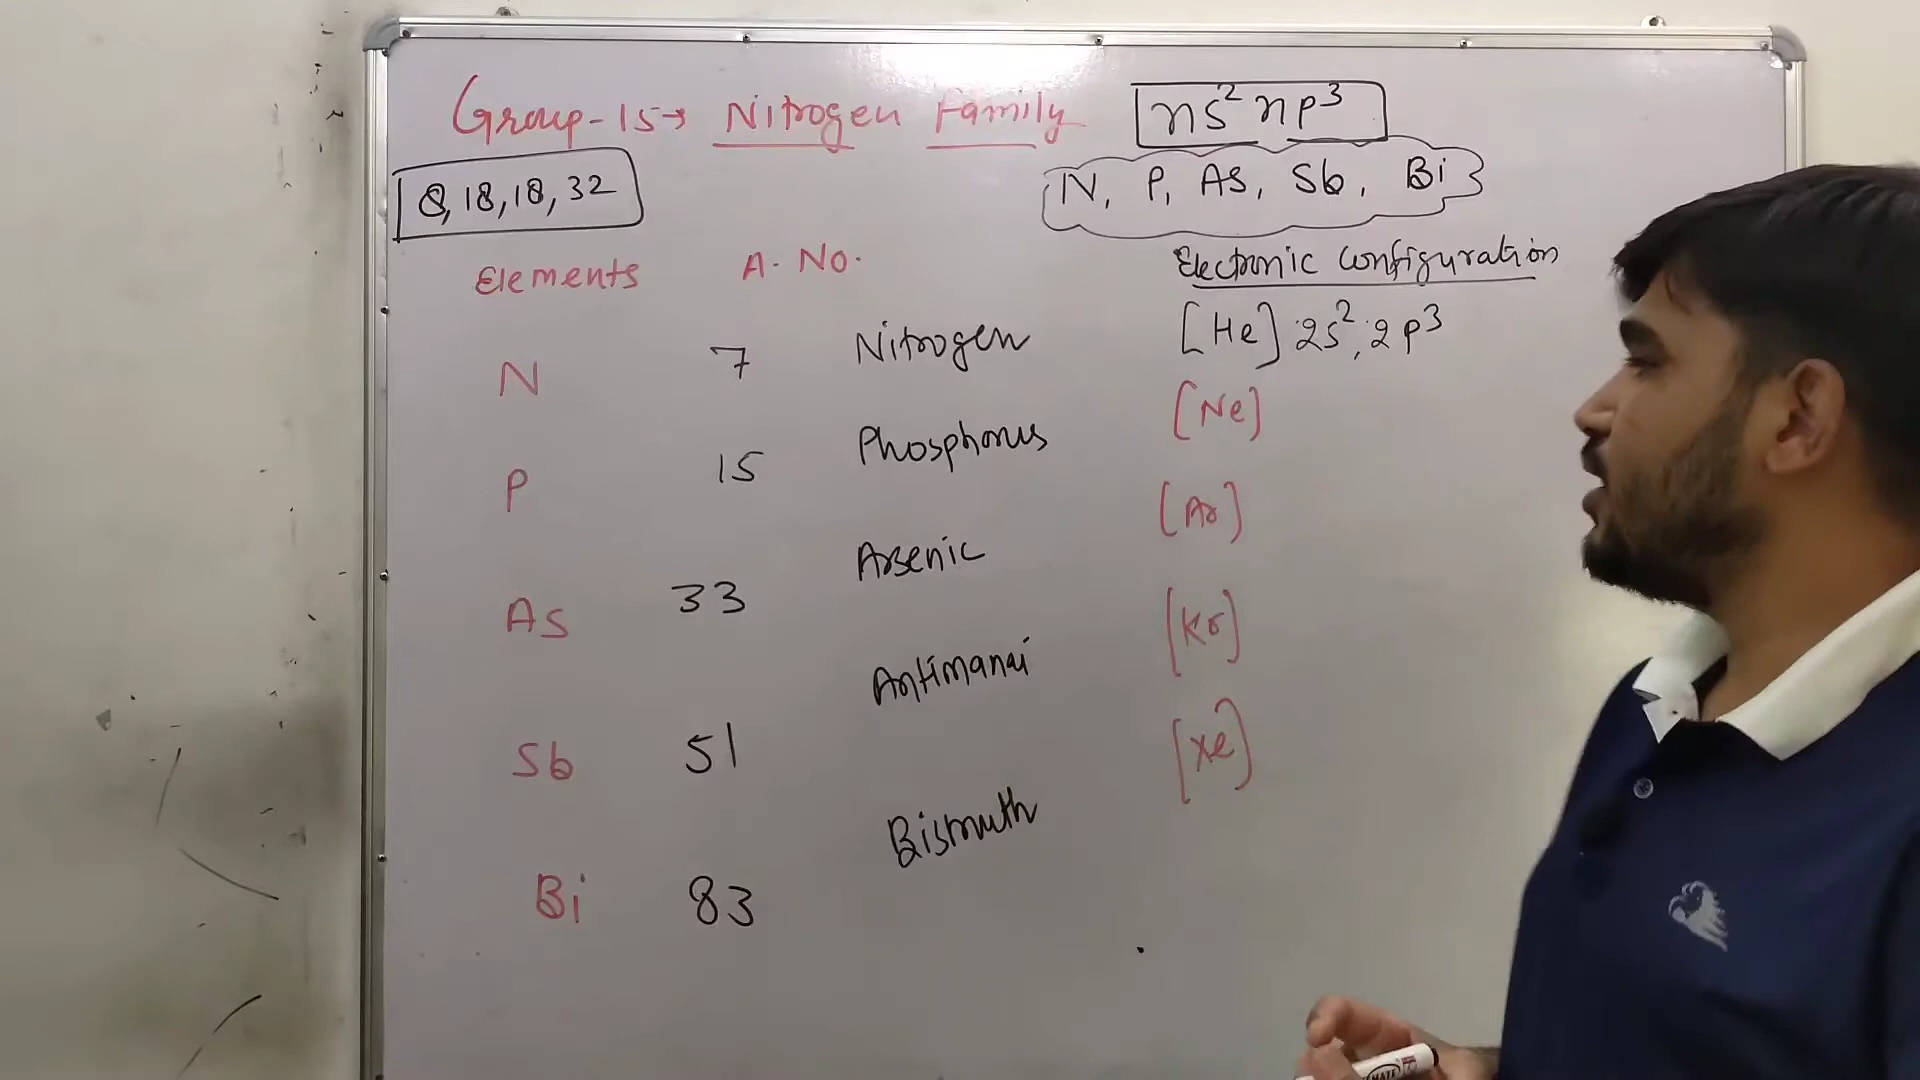 Group-15→ Nitrogen Family ns² np³
8, 18, 18, 32
N, P, As, Sb, Bi
Elements A. No. Electronic Configuration
N 7 Nitrogen [He] 2s², 2p³
P 15 Phosphorus [Ne]
As 33 Arsenic [Ar]
Sb 51 Antimanai [Kr]
Bi 83 Bismuth [Xe]